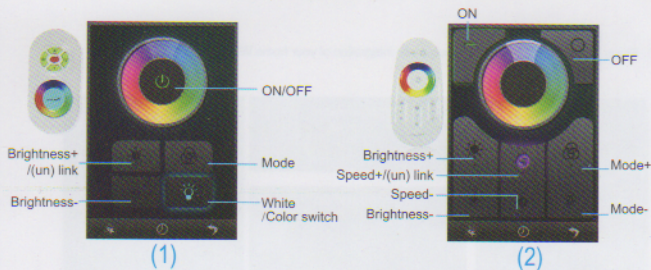 ON/OFF
Brightness+
/(un) link
Mode
Brightness-
White
/Color switch
(1)
ON
OFF
Brightness+
Speed+/(un) link
Speed-
Brightness-
Mode+
Mode-
(2)